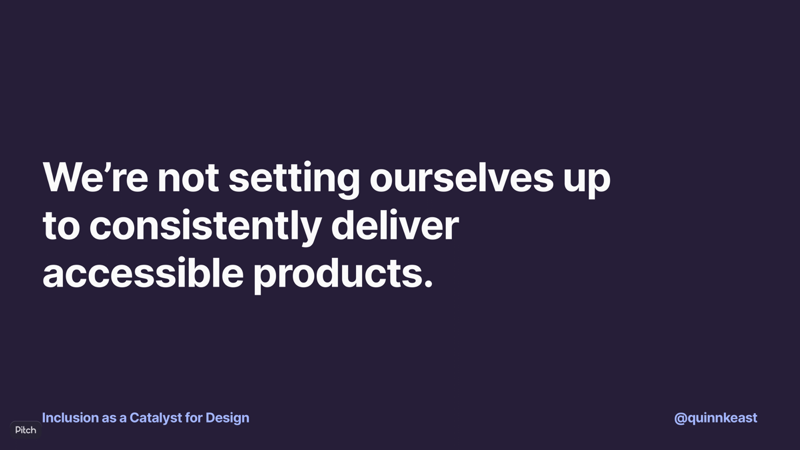 We’re not setting ourselves up
to consistently deliver
accessible products.
Inclusion as a Catalyst for Design
@quinnkeast
Pitch